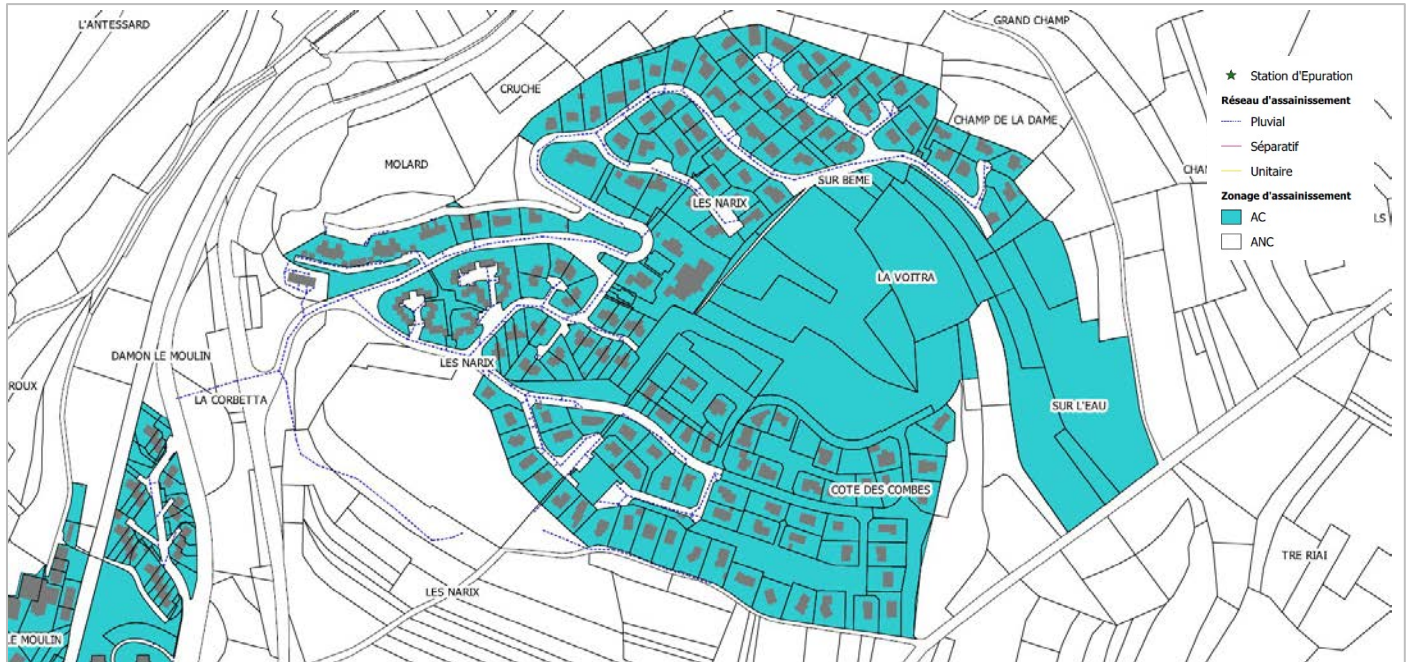 L'ANTESSARD
GRAND CHAMP
CRUCHE
CHAMP DE LA DAME
MOLARD
SUR BEME
LES NARIX
LA VOITRA
DAMON LE MOULIN
LES NARIX
ROUX
LA CORBETTA
SUR L'EAU
COTE DES COMBES
TRE RIAI
LES NARIX
LE MOULIN
Station d'Epuration
Réseau d'assainissement
Pluvial
Séparatif
Unitaire
Zonage d'assainissement
AC
ANC